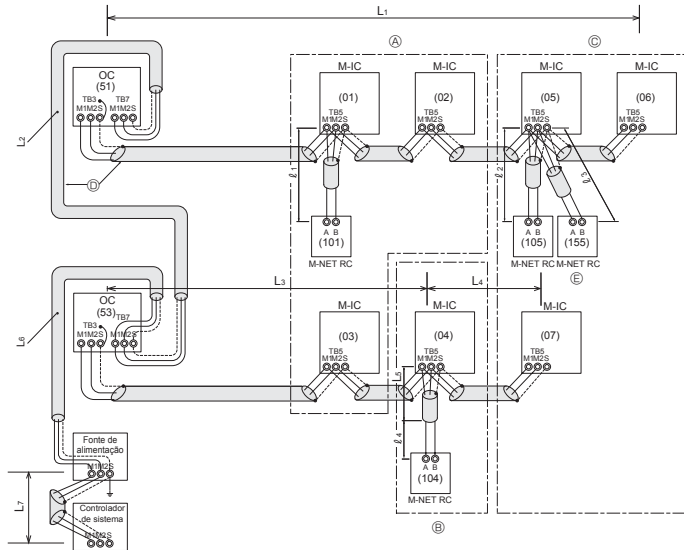 L1
Ⓐ
Ⓒ
M-IC
M-IC
M-IC
M-IC
OC
(51)
TB3
TB7
M1M2S
M1M2S
(01)
(02)
(05)
(06)
TB5
M1M2S
TB5
M1M2S
TB5
M1M2S
TB5
M1M2S
L2
ℓ1
ℓ2
ℓ3
Ⓓ
A B
(101)
M-NET RC
A B
(105)
M-NET RC
A B
(155)
M-NET RC
Ⓔ
L3
L4
OC
(53)
TB3
TB7
M1M2S
M1M2S
M-IC
M-IC
M-IC
(03)
(04)
(07)
TB5
M1M2S
TB5
M1M2S
TB5
M1M2S
L6
L5
ℓ4
A B
(104)
M-NET RC
Ⓑ
Fonte de
alimentação
M1M2S
L7
Controlador
de sistema
M1M2S